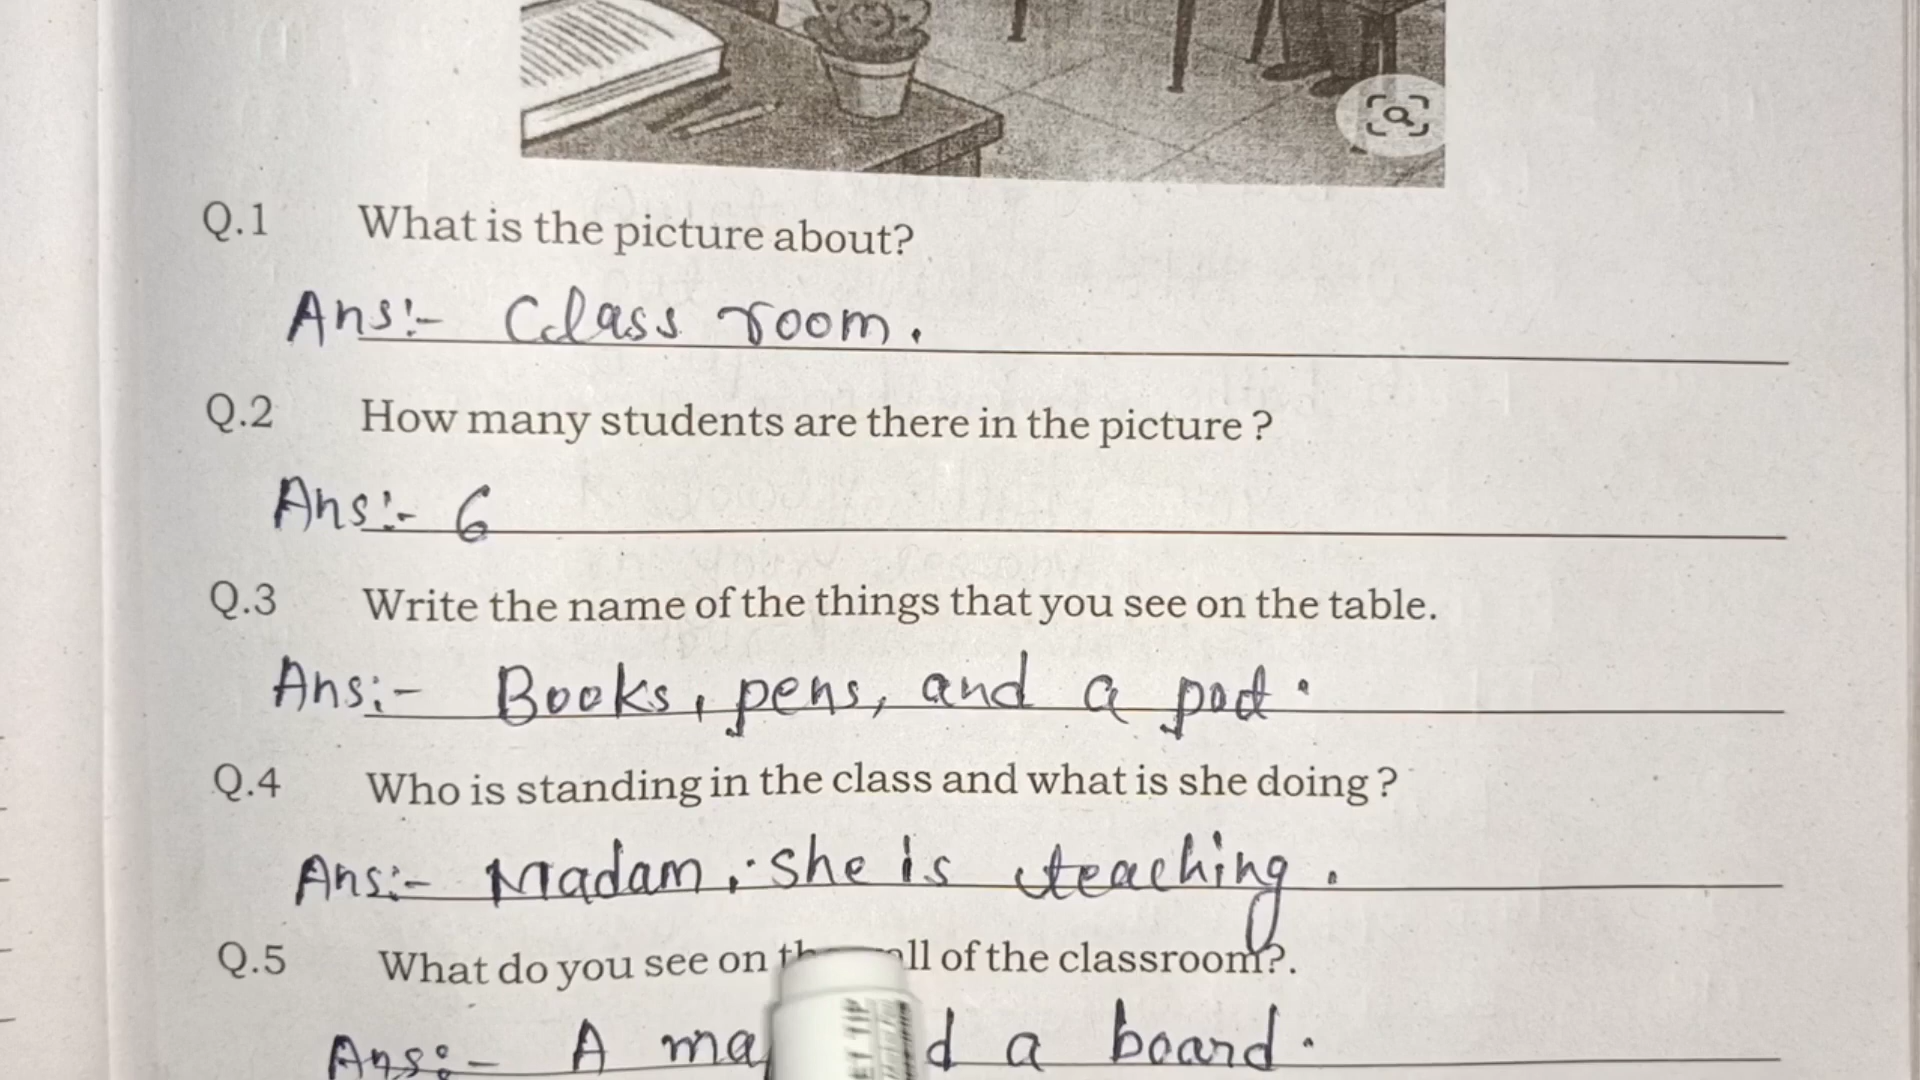 Q.1 What is the picture about?
Ans:- Class room.
Q.2 How many students are there in the picture ?
Ans:- 6
Q.3 Write the name of the things that you see on the table.
Ans:- Books, pens, and a pot.
Q.4 Who is standing in the class and what is she doing ?
Ans:- Madam. she is teaching.
Q.5 What do you see on of the classroom?.
Ans:- A a board.